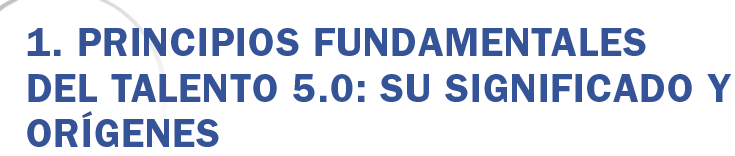 1. PRINCIPIOS FUNDAMENTALES
DEL TALENTO 5.0: SU SIGNIFICADO Y
ORÍGENES